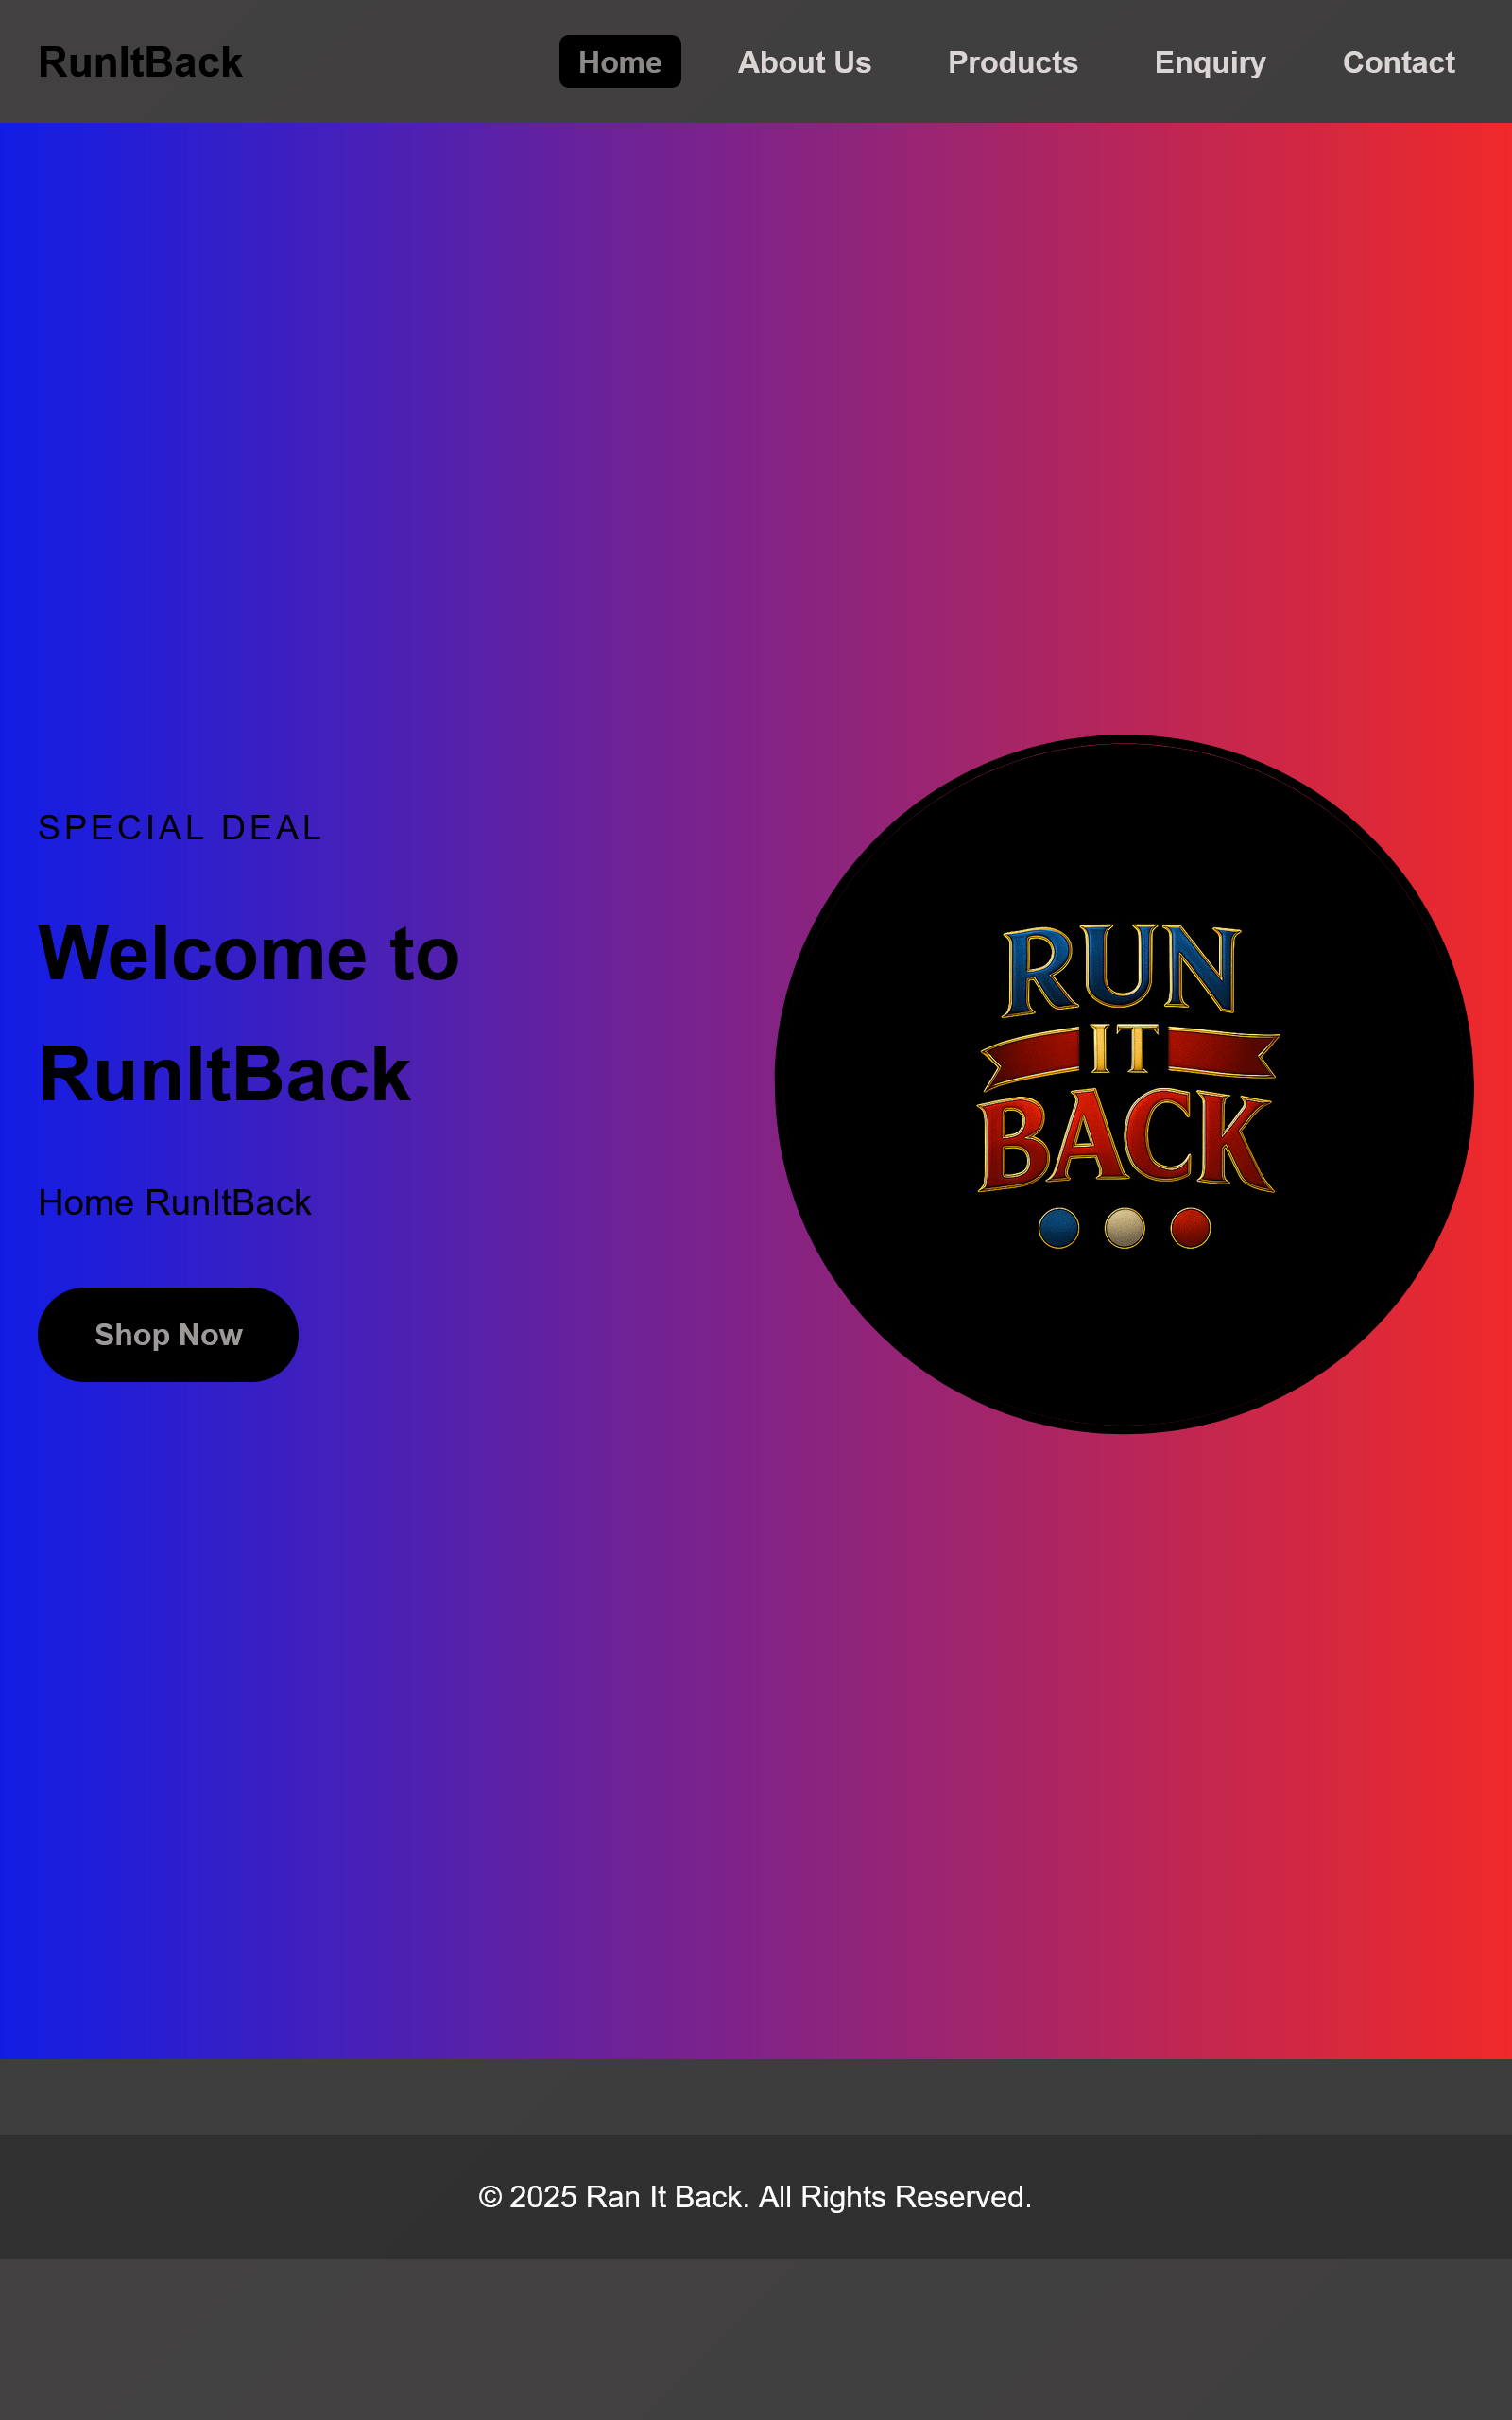 RunItBack
Home
About Us
Products
Enquiry
Contact
SPECIAL DEAL
Welcome to
RunItBack
Home RunItBack
Shop Now
RUN
IT
BACK
© 2025 Ran It Back. All Rights Reserved.